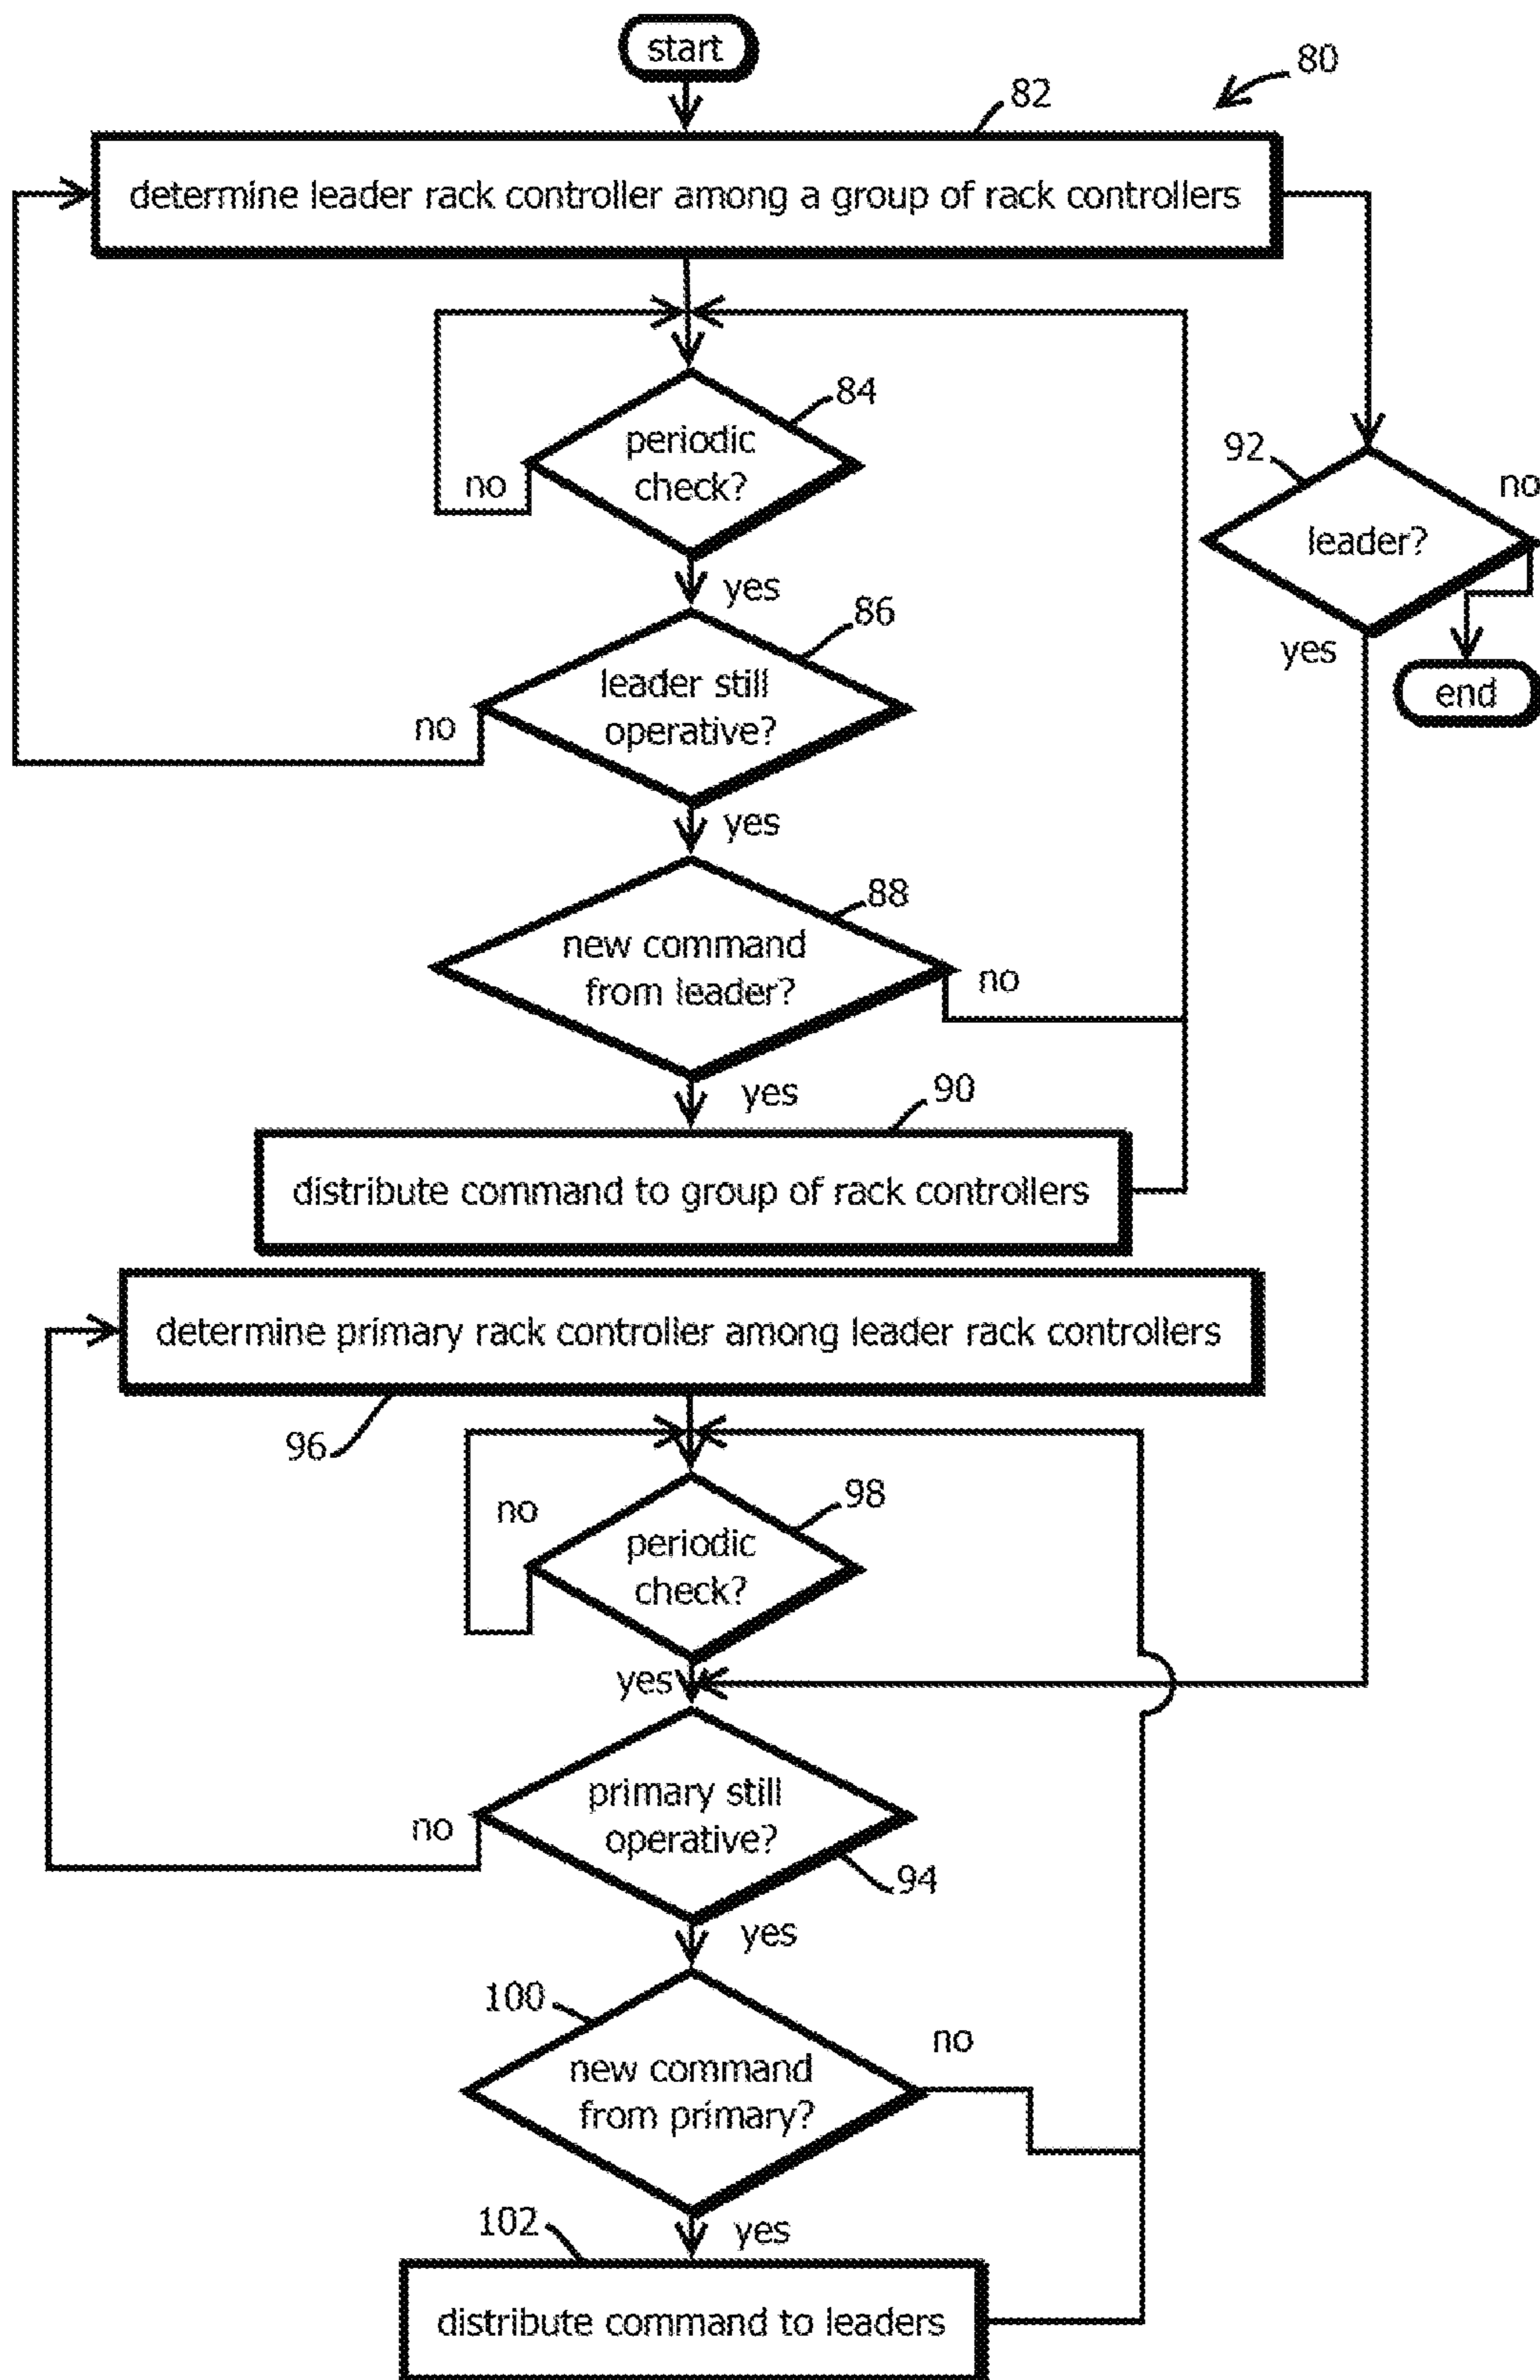 start
80
82
determine leader rack controller among a group of rack controllers
84
periodic
check?
no
yes
92
no
leader?
yes
end
86
leader still
operative?
no
yes
88
new command
from leader?
no
yes
90
distribute command to group of rack controllers
determine primary rack controller among leader rack controllers
96
98
no
periodic
check?
yes
primary still
operative?
no
94
yes
100
no
new command
from primary?
102
yes
distribute command to leaders